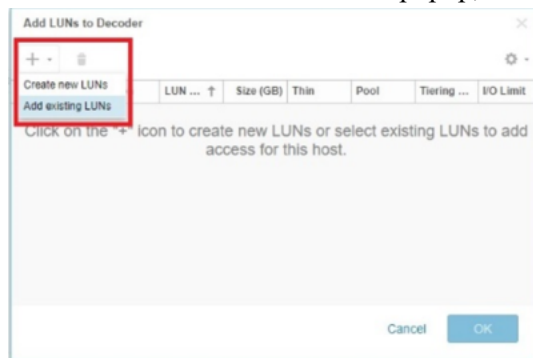 Add LUNs to Decoder
Create new LUNs
Add existing LUNs
LUN ... ↑ Size (GB) Thin Pool Tiering ... I/O Limit
Click on the "+" icon to create new LUNs or select existing LUNs to add
access for this host.
Cancel OK